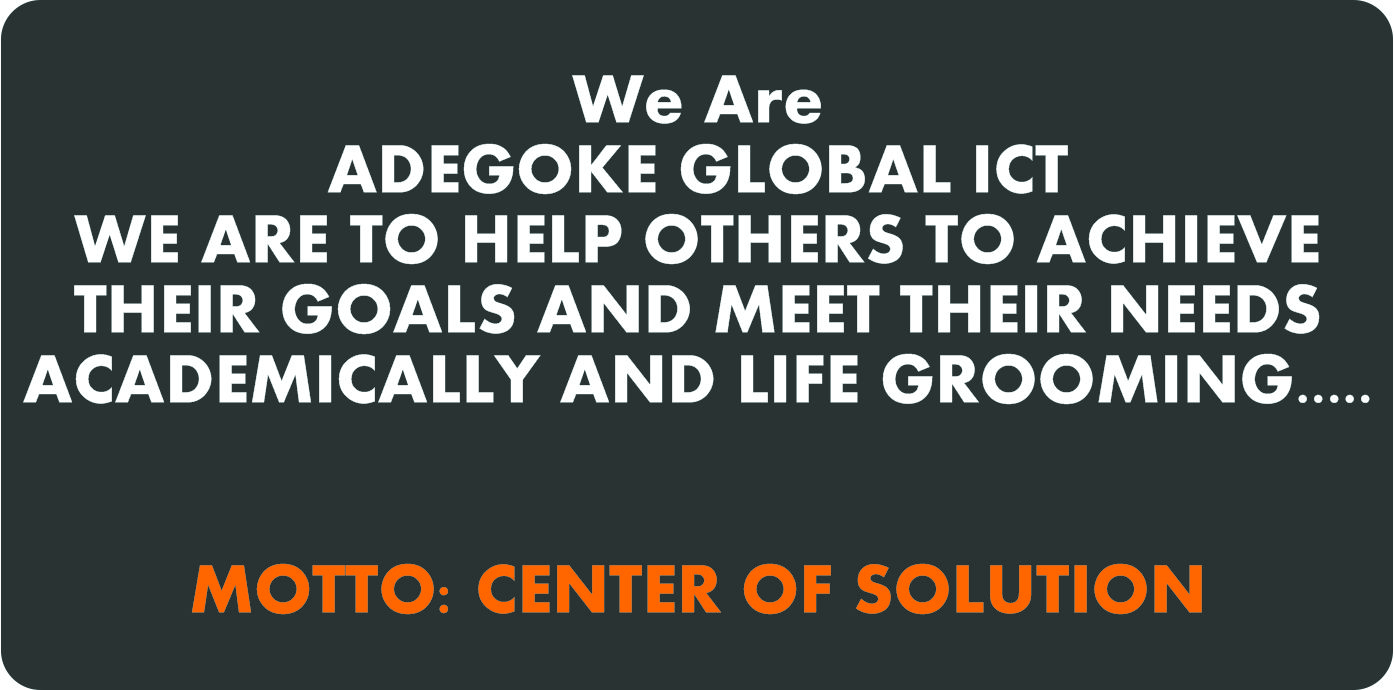 We Are
ADEGOKE GLOBAL ICT
WE ARE TO HELP OTHERS TO ACHIEVE
THEIR GOALS AND MEET THEIR NEEDS
ACADEMICALLY AND LIFE GROOMING.....
MOTTO: CENTER OF SOLUTION